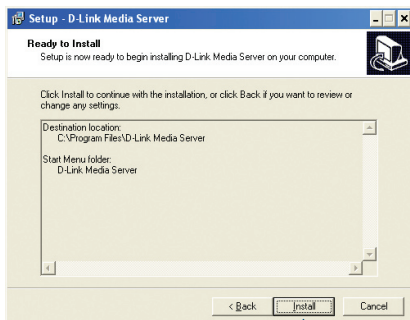 Setup - D-Link Media Server
Ready to Install
Setup is now ready to begin installing D-Link Media Server on your computer.
Click Install to continue with the installation, or click Back if you want to review or
change any settings.
Destination location:
C:\Program Files\D-Link Media Server
Start Menu folder:
D-Link Media Server
< Back
Install
Cancel